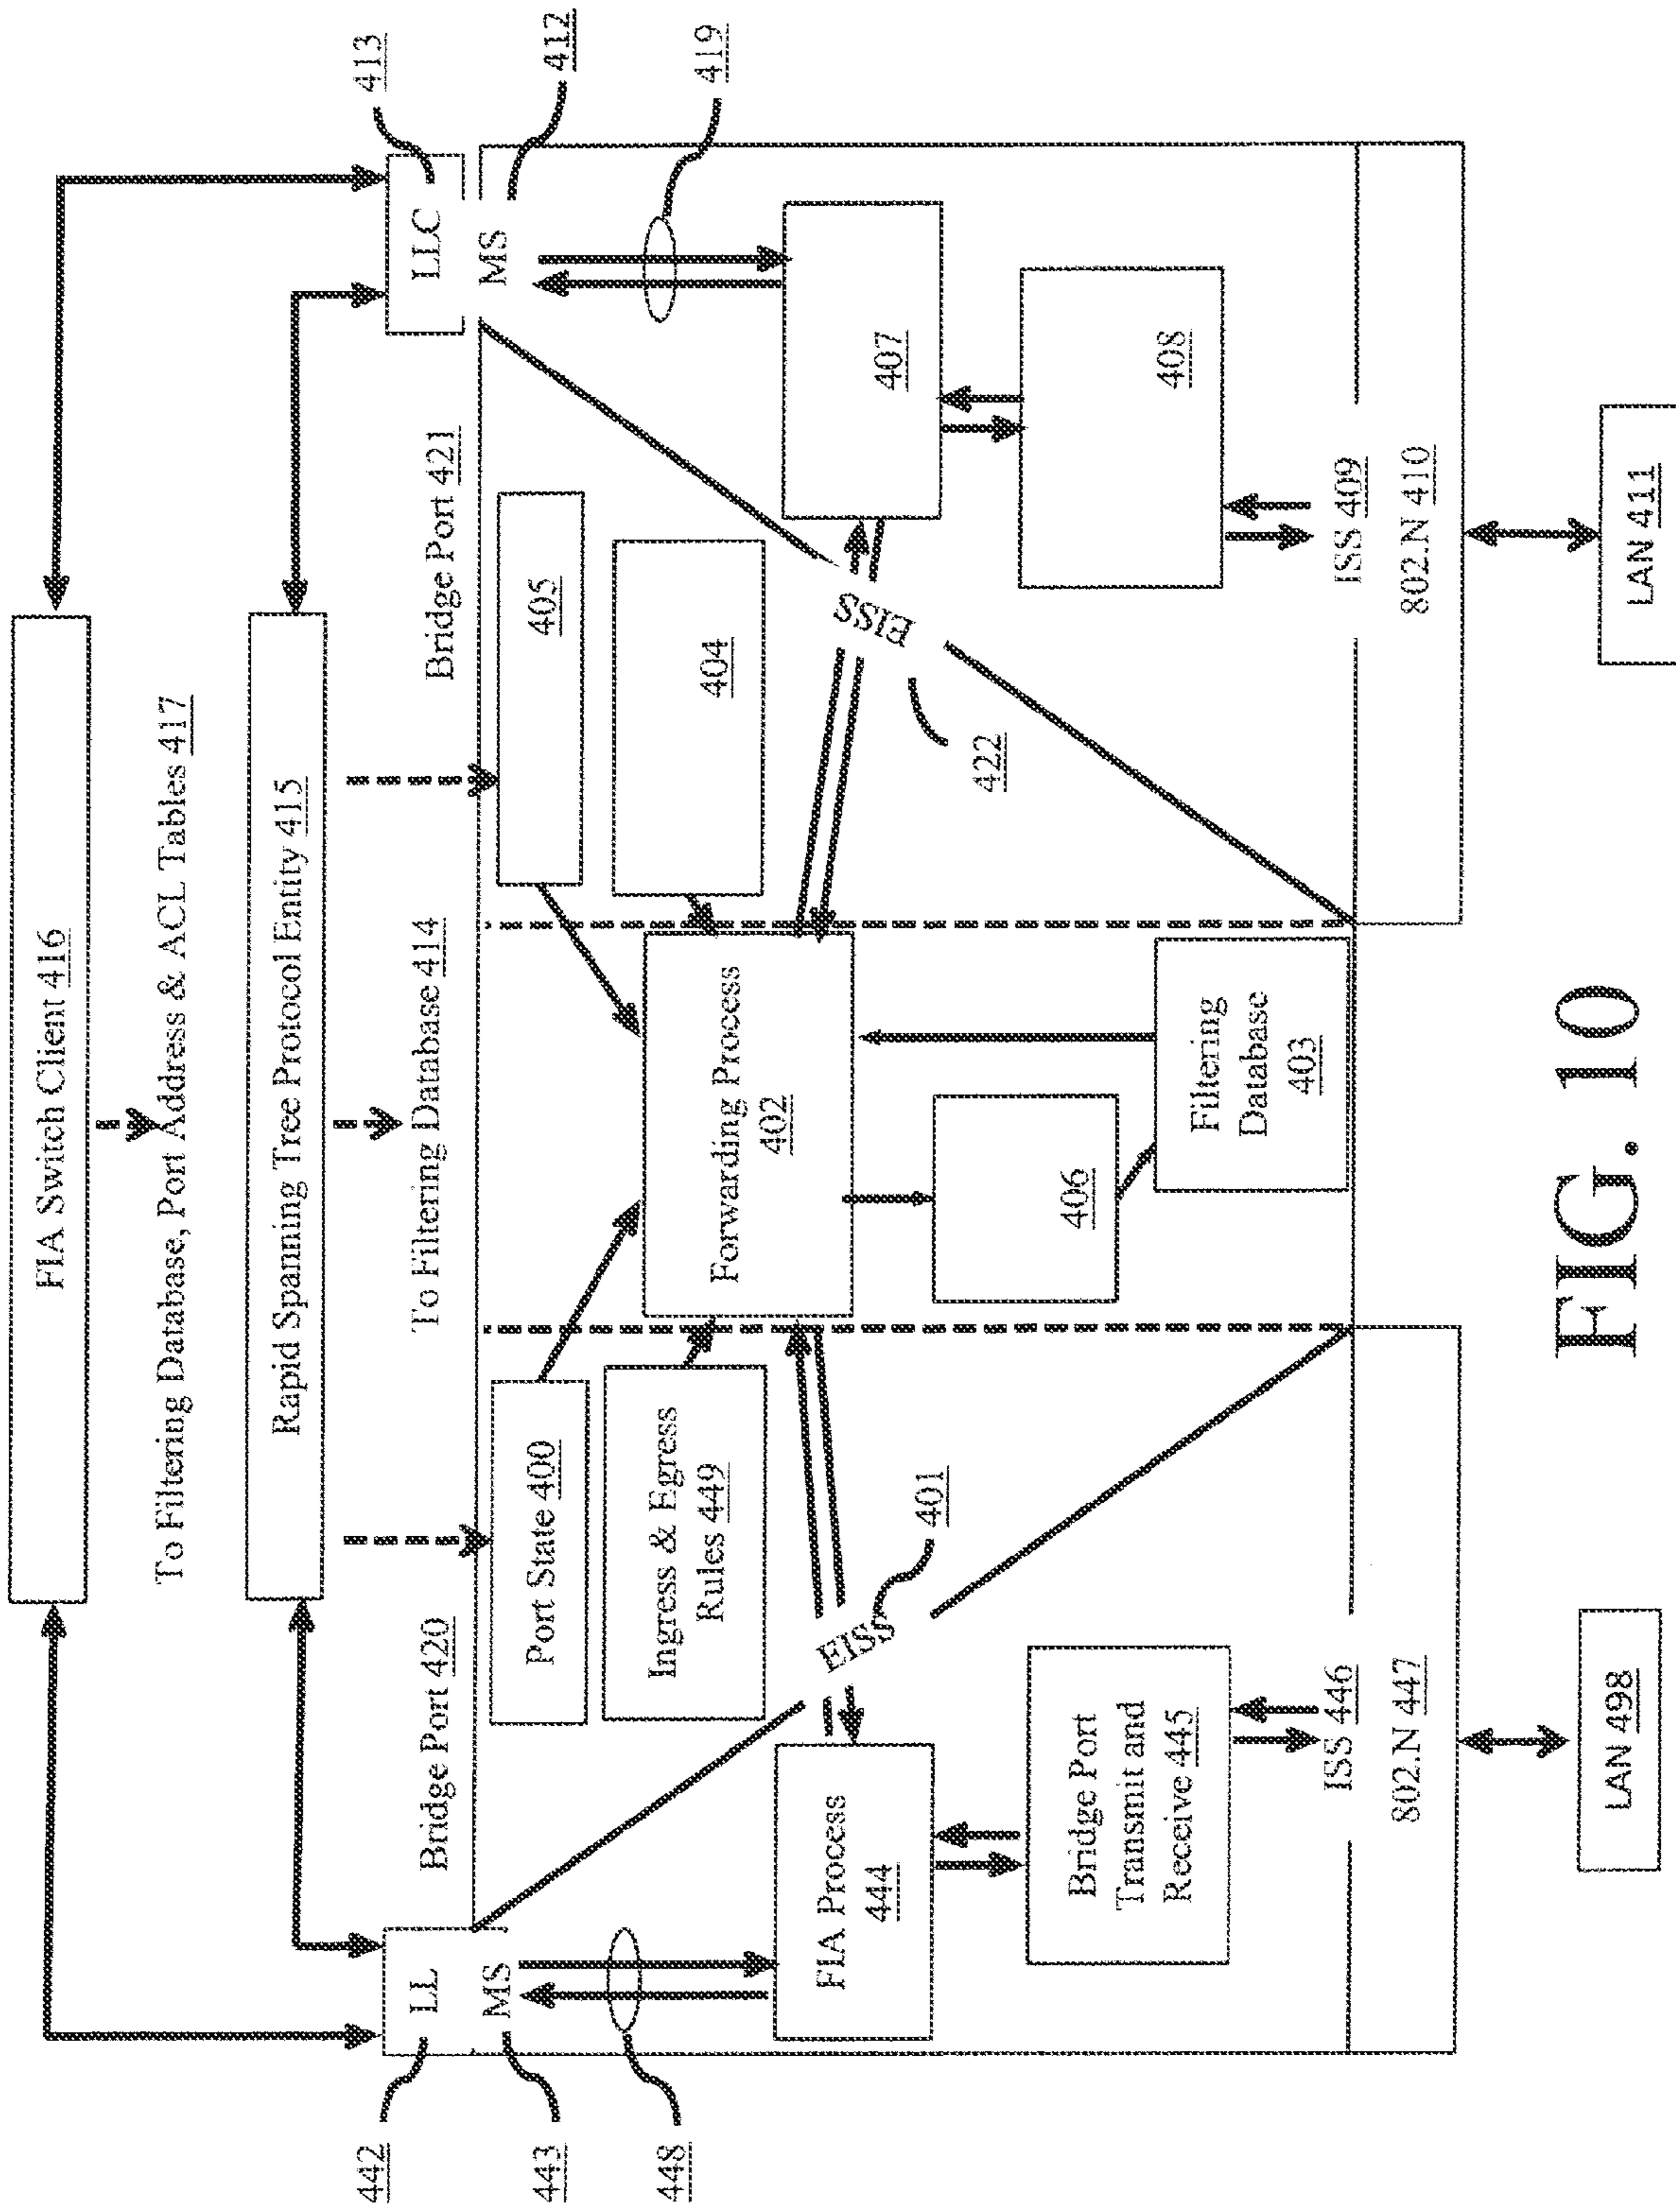 FIA Switch Client 416
To Filtering Database, Port Address & ACL Tables 417
Rapid Spanning Tree Protocol Entity 415
442
LL
443
MS
448
Bridge Port 420
To Filtering Database 414
Bridge Port 421
413
LLC
412
MS
419
Port State 400
405
Ingress & Egress
Rules 449
404
Forwarding Process
402
FIA Process
444
EISS
401
EISS
422
407
406
Filtering
Database
403
Bridge Port
Transmit and
Receive 445
408
ISS 446
ISS 409
802.N 447
802.N 410
LAN 498
LAN 411
FIG. 10